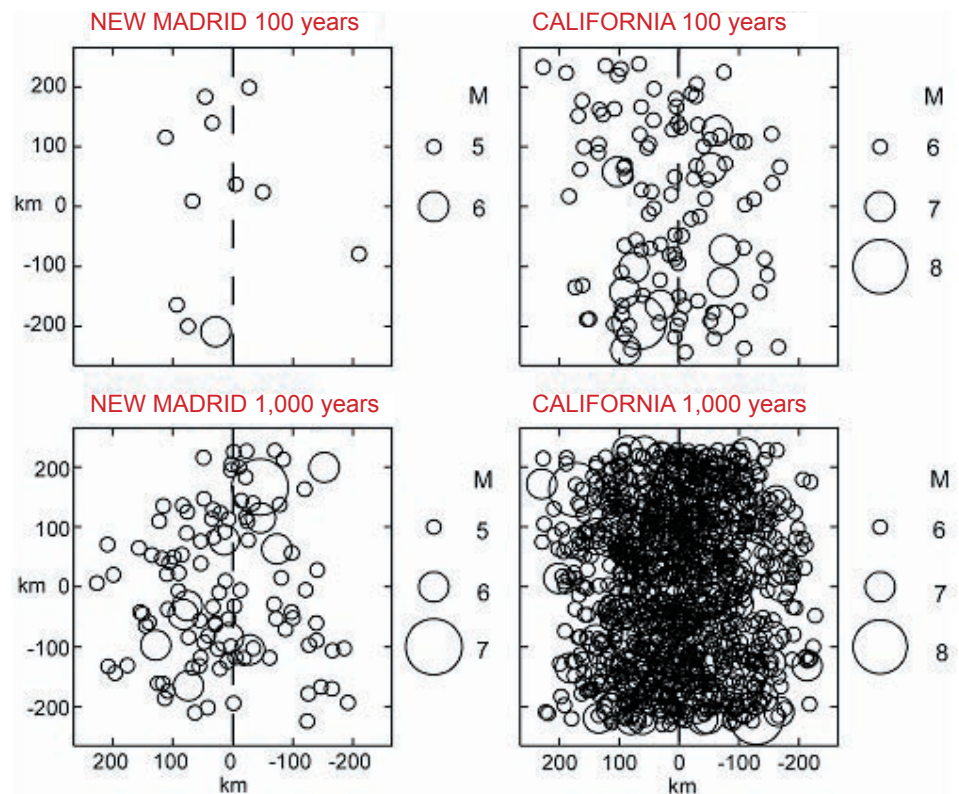 NEW MADRID 100 years
200
100
km 0
-100
-200
M
5
6
CALIFORNIA 100 years
M
6
7
8
NEW MADRID 1,000 years
200
100
km 0
-100
-200
200 100 0 -100 -200
km
M
5
6
7
CALIFORNIA 1,000 years
200 100 0 -100 -200
km
M
6
7
8